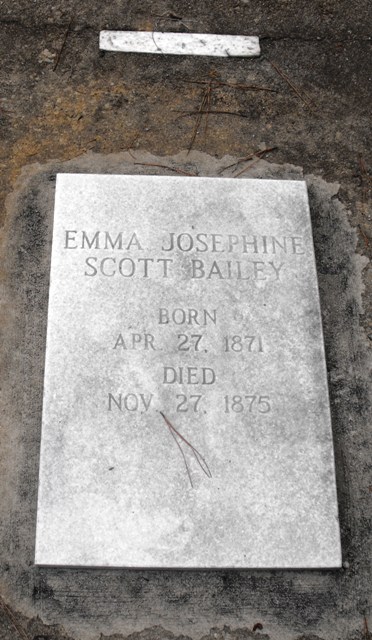 EMMA JOSEPHINE
SCOTT BAILEY
BORN
APR. 27, 1871
DIED
NOV. 27, 1875